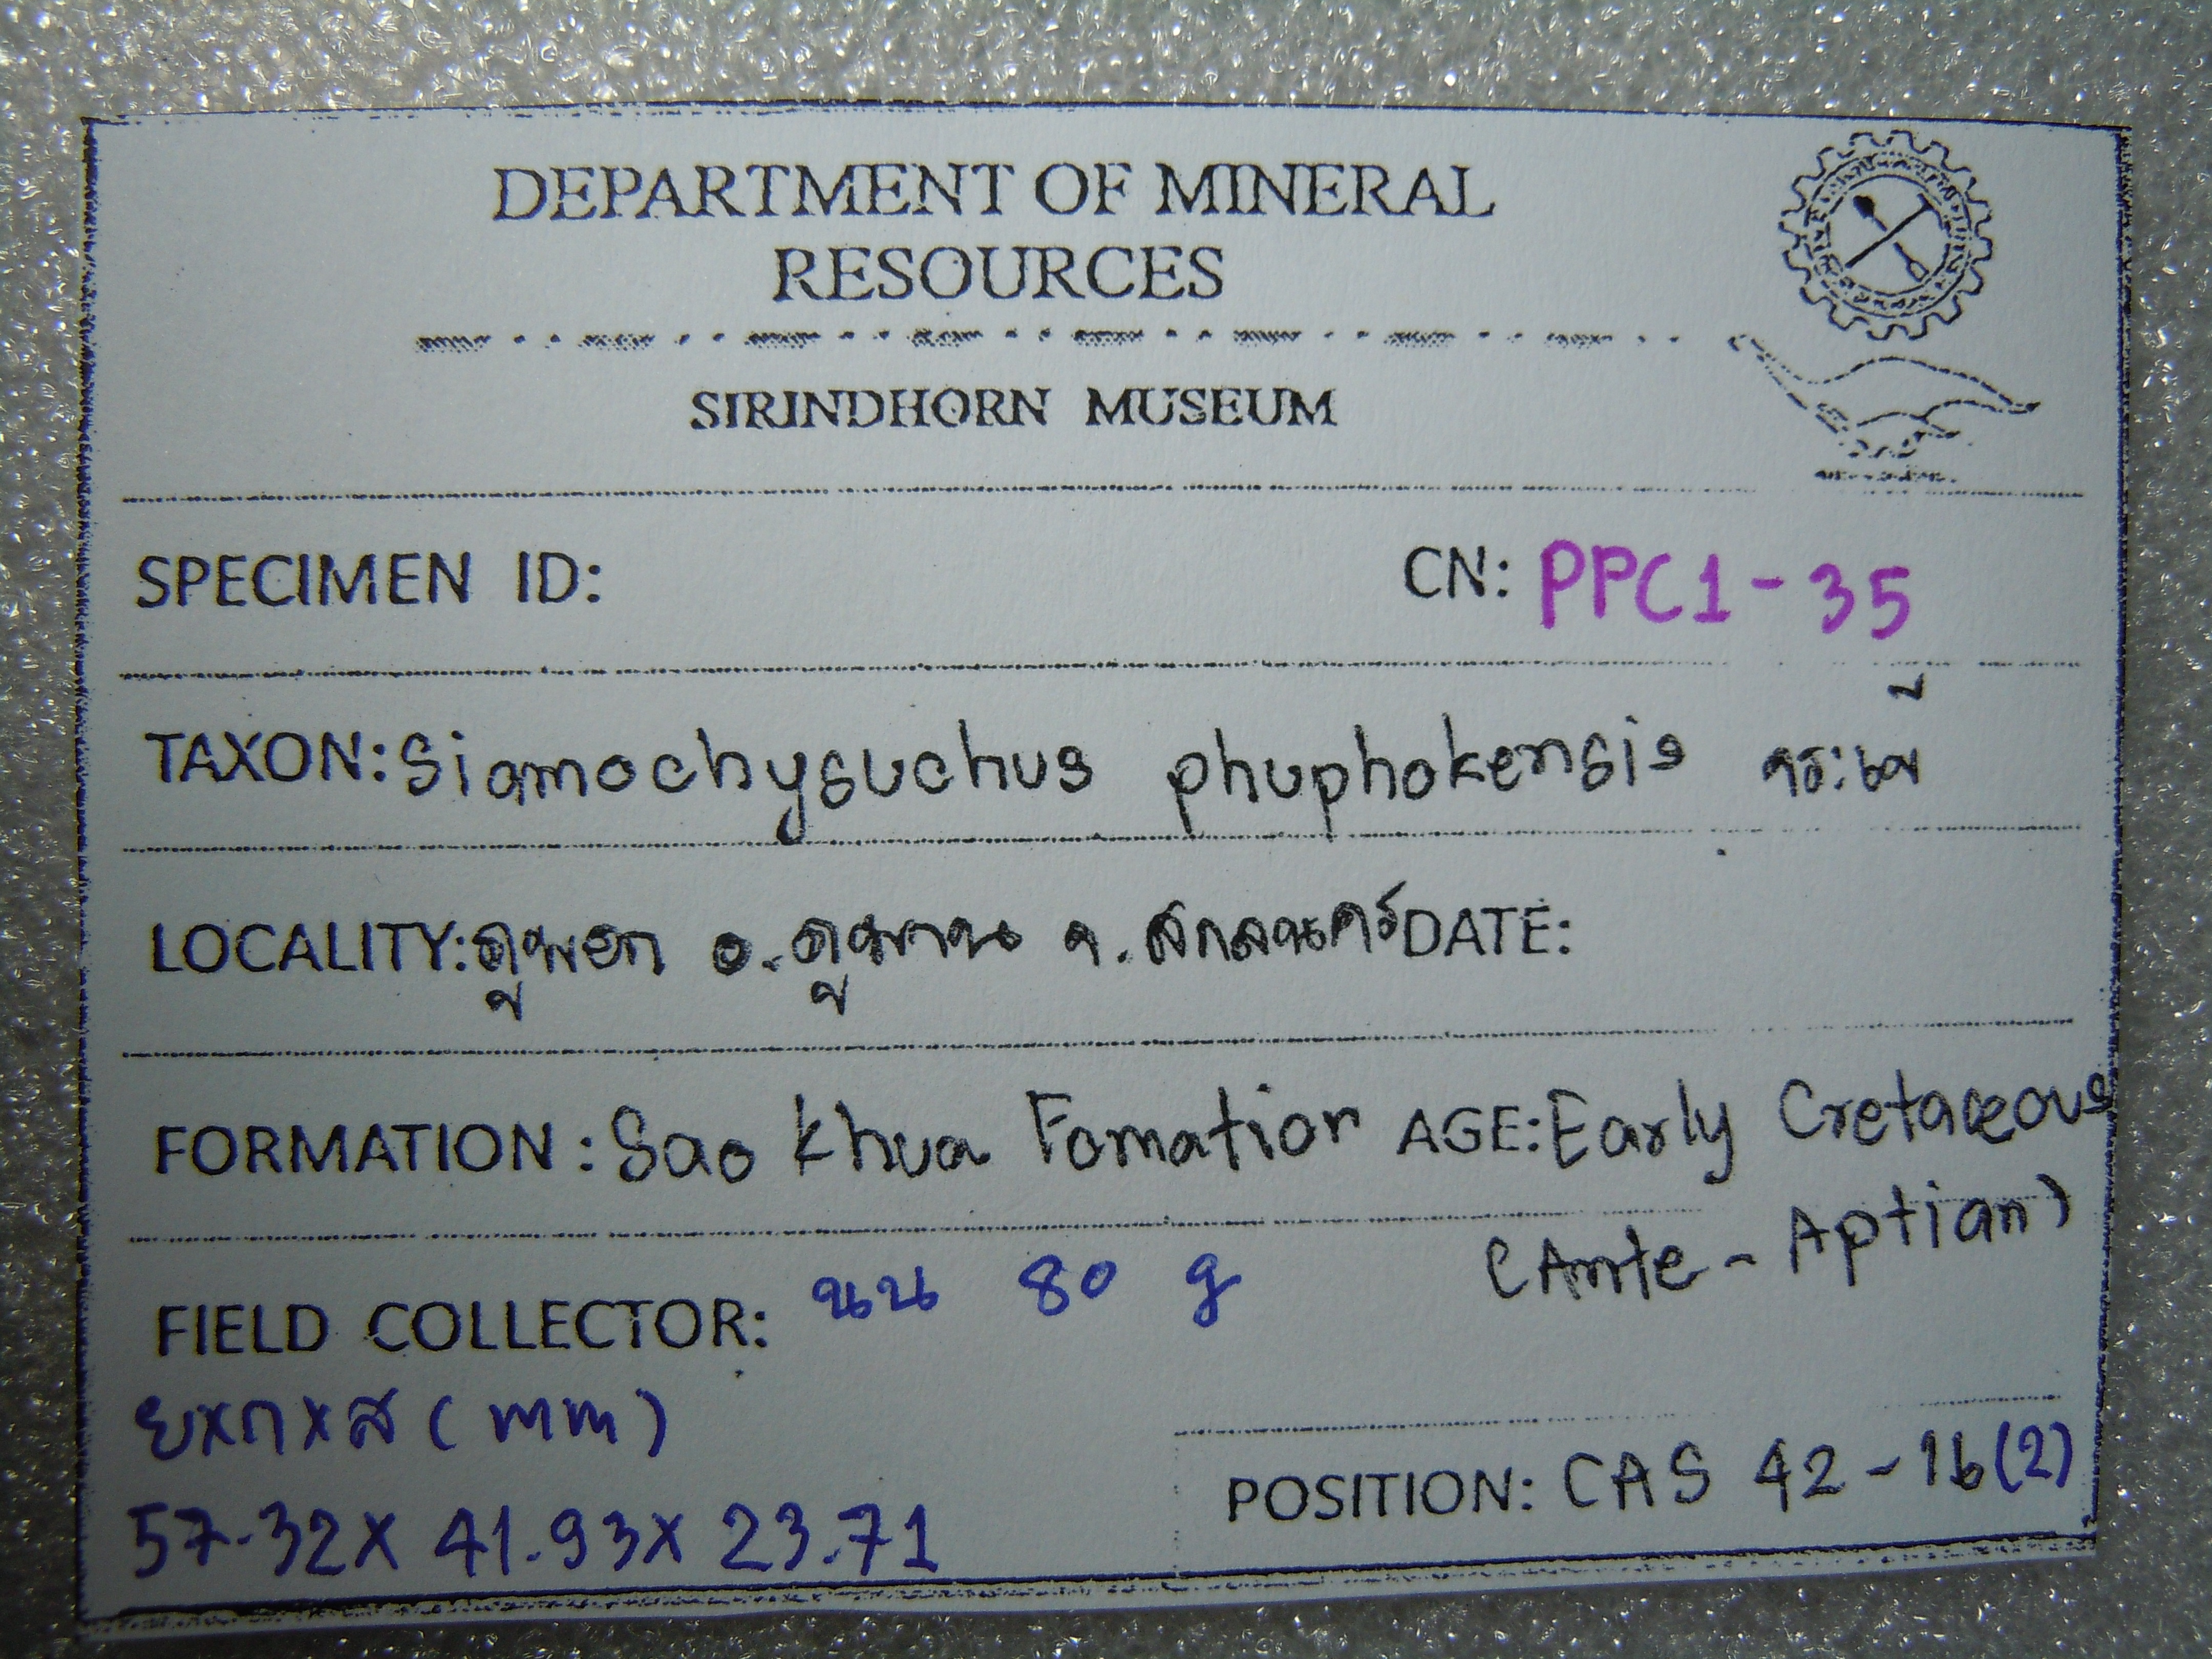 DEPARTMENT OF MINERAL
RESOURCES
SIRINDHORN MUSEUM
SPECIMEN ID: CN: PPC1-35
TAXON: Siamochysuchus phuphokensis
LOCALITY: ภูพอก อ.ภูพาน จ.สกลนคร DATE:
FORMATION: Sao Khua Fomation AGE: Early Cretaceous
(Ante-Aptian)
FIELD COLLECTOR: 80 g
ยxกxส (mm)
57.32x 41.93x 23.71
POSITION: CAS 42-16(2)